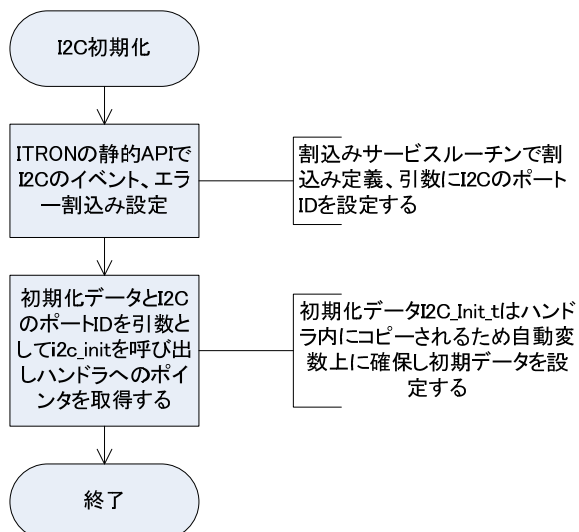 I2C初期化
ITRONの静的APIで
I2Cのイベント、エラ
ー割込み設定
割込みサービスルーチンで割
込み定義、引数にI2Cのポート
IDを設定する
初期化データとI2C
のポートIDを引数と
してi2c_initを呼び出
しハンドラへのポイ
ンタを取得する
初期化データI2C_Init_tはハンド
ラ内にコピーされるため自動変
数上に確保し初期データを設
定する
終了